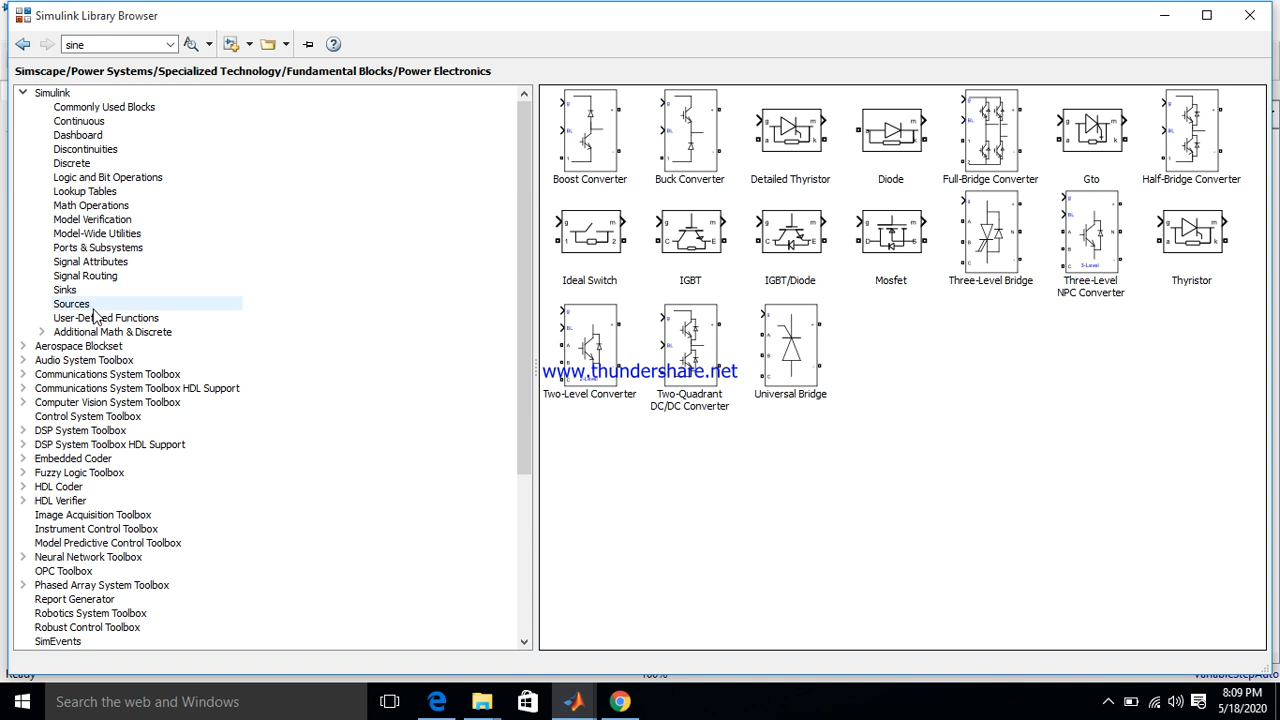 Simulink Library Browser
sine
Simscape/Power Systems/Specialized Technology/Fundamental Blocks/Power Electronics
Simulink
Commonly Used Blocks
Continuous
Dashboard
Discontinuities
Discrete
Logic and Bit Operations
Lookup Tables
Math Operations
Model Verification
Model-Wide Utilities
Ports & Subsystems
Signal Attributes
Signal Routing
Sinks
Sources
User-Defined Functions
Additional Math & Discrete
Aerospace Blockset
Audio System Toolbox
Communications System Toolbox
Communications System Toolbox HDL Support
Computer Vision System Toolbox
Control System Toolbox
DSP System Toolbox
DSP System Toolbox HDL Support
Embedded Coder
Fuzzy Logic Toolbox
HDL Coder
HDL Verifier
Image Acquisition Toolbox
Instrument Control Toolbox
Model Predictive Control Toolbox
Neural Network Toolbox
OPC Toolbox
Phased Array System Toolbox
Report Generator
Robotics System Toolbox
Robust Control Toolbox
SimEvents
Boost Converter
Buck Converter
Detailed Thyristor
Diode
Full-Bridge Converter
Gto
Half-Bridge Converter
Ideal Switch
IGBT
IGBT/Diode
Mosfet
Three-Level Bridge
Three-Level
NPC Converter
Thyristor
www.thundershare.net
Two-Level Converter
Two-Quadrant
DC/DC Converter
Universal Bridge
Ready
100%
VariableStepAuto
Search the web and Windows
8:09 PM
5/18/2020